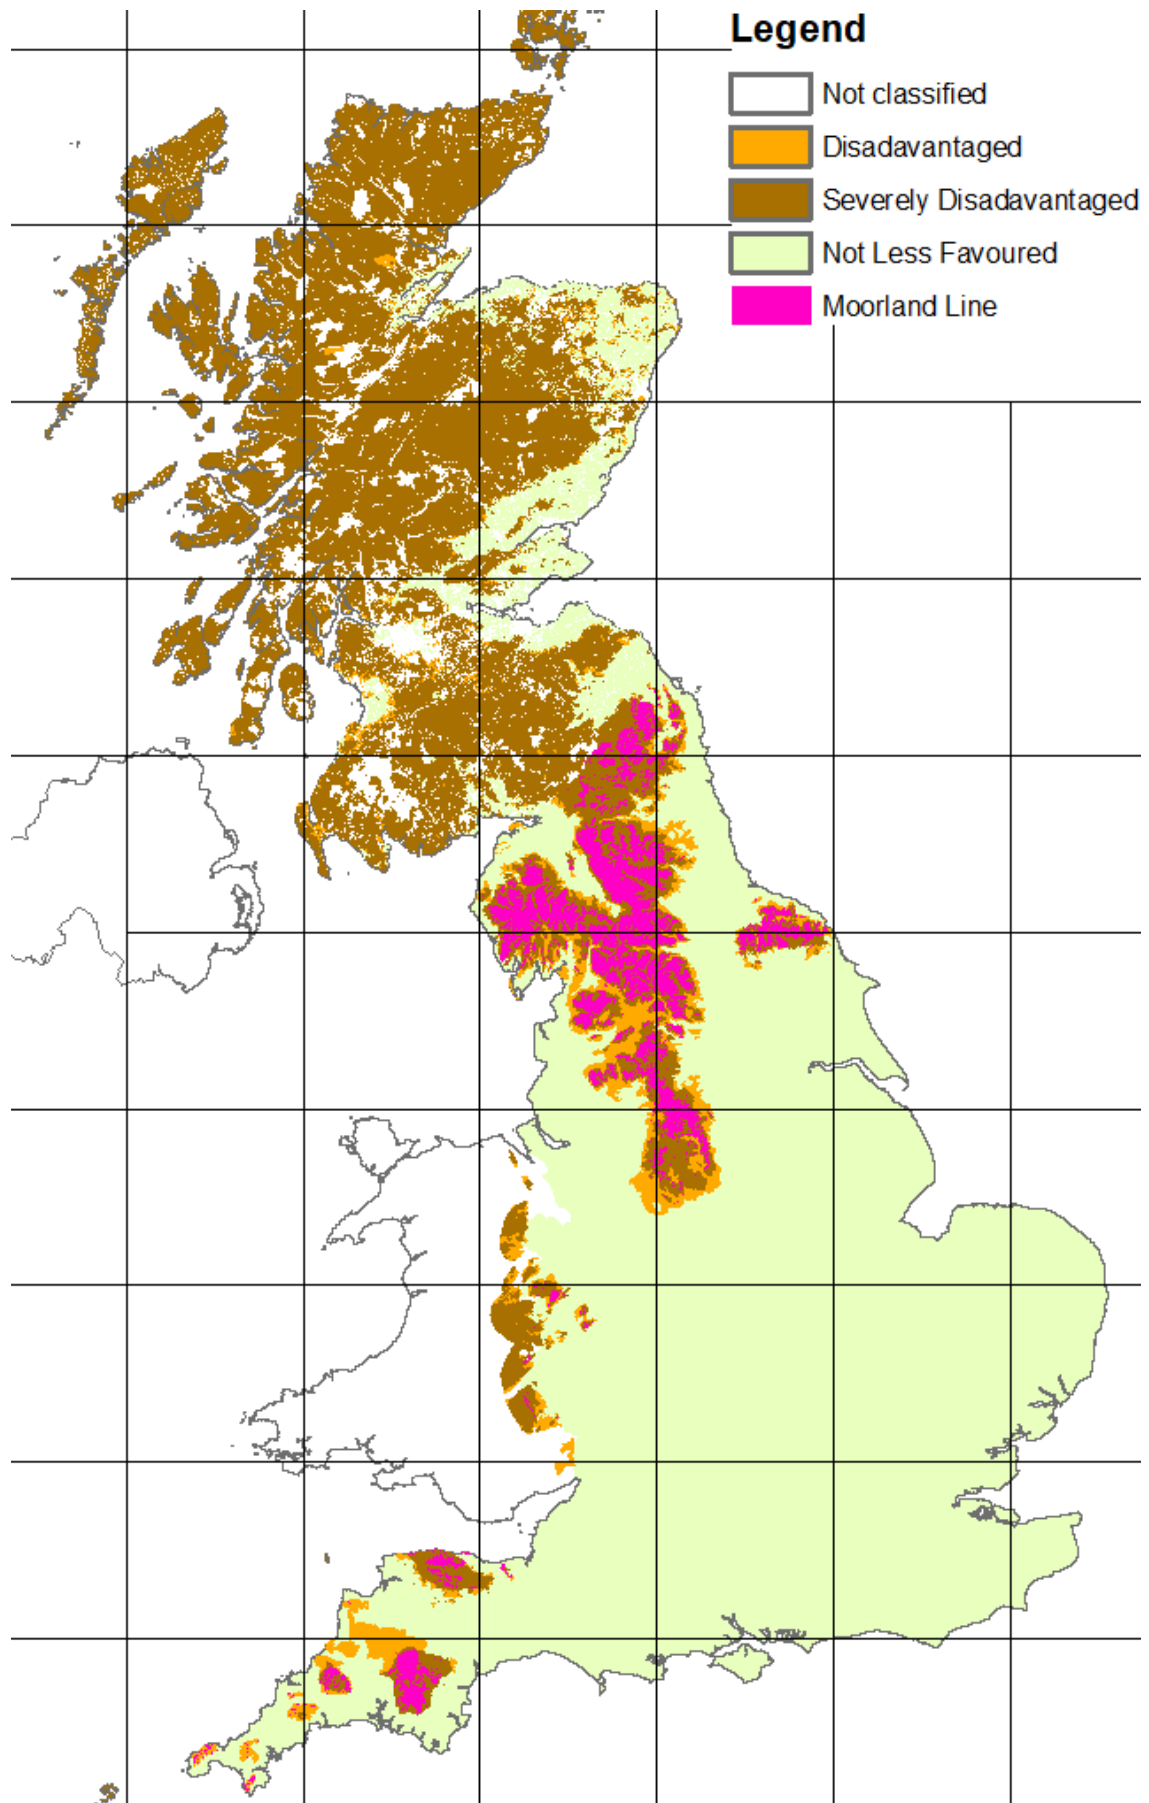 Legend
Not classified
Disadavantaged
Severely Disadavantaged
Not Less Favoured
Moorland Line